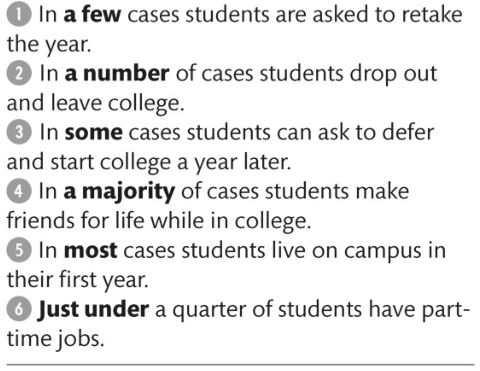 1 In a few cases students are asked to retake
the year.
2 In a number of cases students drop out
and leave college.
3 In some cases students can ask to defer
and start college a year later.
4 In a majority of cases students make
friends for life while in college.
5 In most cases students live on campus in
their first year.
6 Just under a quarter of students have part-
time jobs.